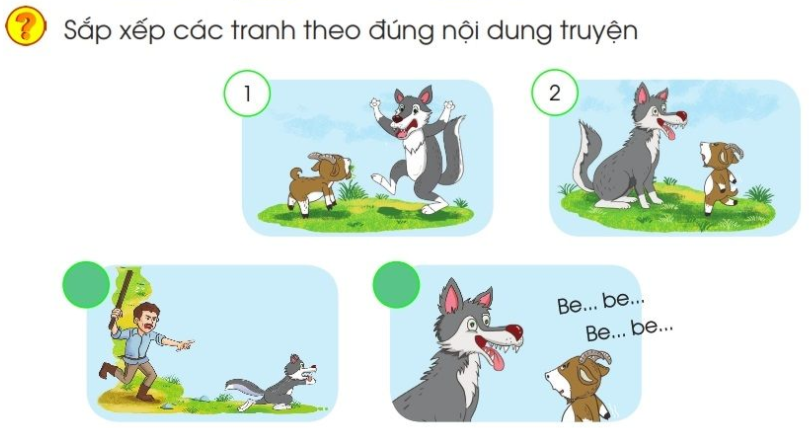 ?
Sắp xếp các tranh theo đúng nội dung truyện
1
2
Be... be...
Be... be...